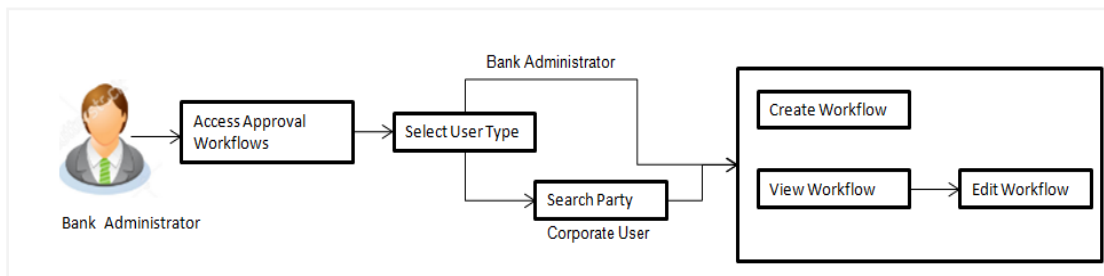 Bank Administrator
Access Approval
Workflows
Select User Type
Create Workflow
View Workflow
Edit Workflow
Search Party
Corporate User
Bank Administrator